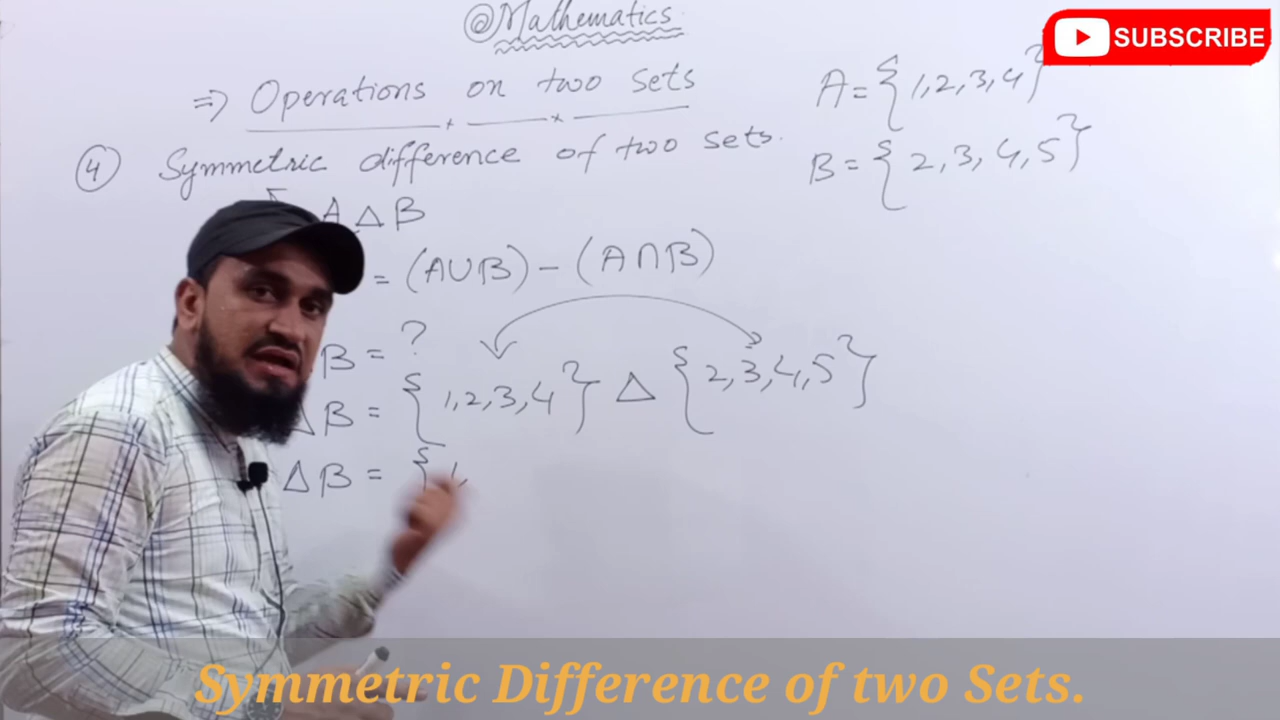 @Mathematics
SUBSCRIBE
⇒ Operations on two sets
A = {1,2,3,4}
④ Symmetric difference of two sets.
B = {2,3,4,5}
A △ B
= (A∪B) - (A∩B)
B = ?
△ B = {1,2,3,4} △ {2,3,4,5}
△ B = {1,
Symmetric Difference of two Sets.